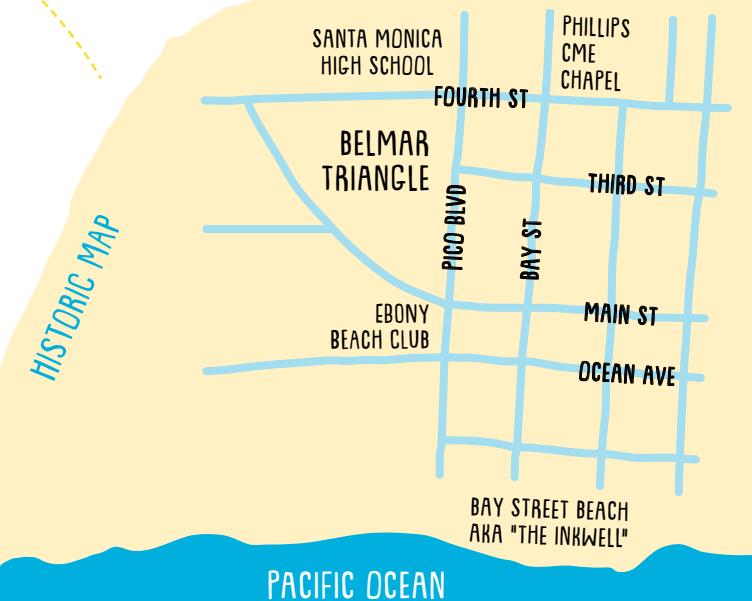 SANTA MONICA
HIGH SCHOOL
PHILLIPS
CME
CHAPEL
FOURTH ST
BELMAR
TRIANGLE
THIRD ST
PICO BLVD
BAY ST
HISTORIC MAP
EBONY
BEACH CLUB
MAIN ST
OCEAN AVE
BAY STREET BEACH
AKA "THE INKWELL"
PACIFIC OCEAN